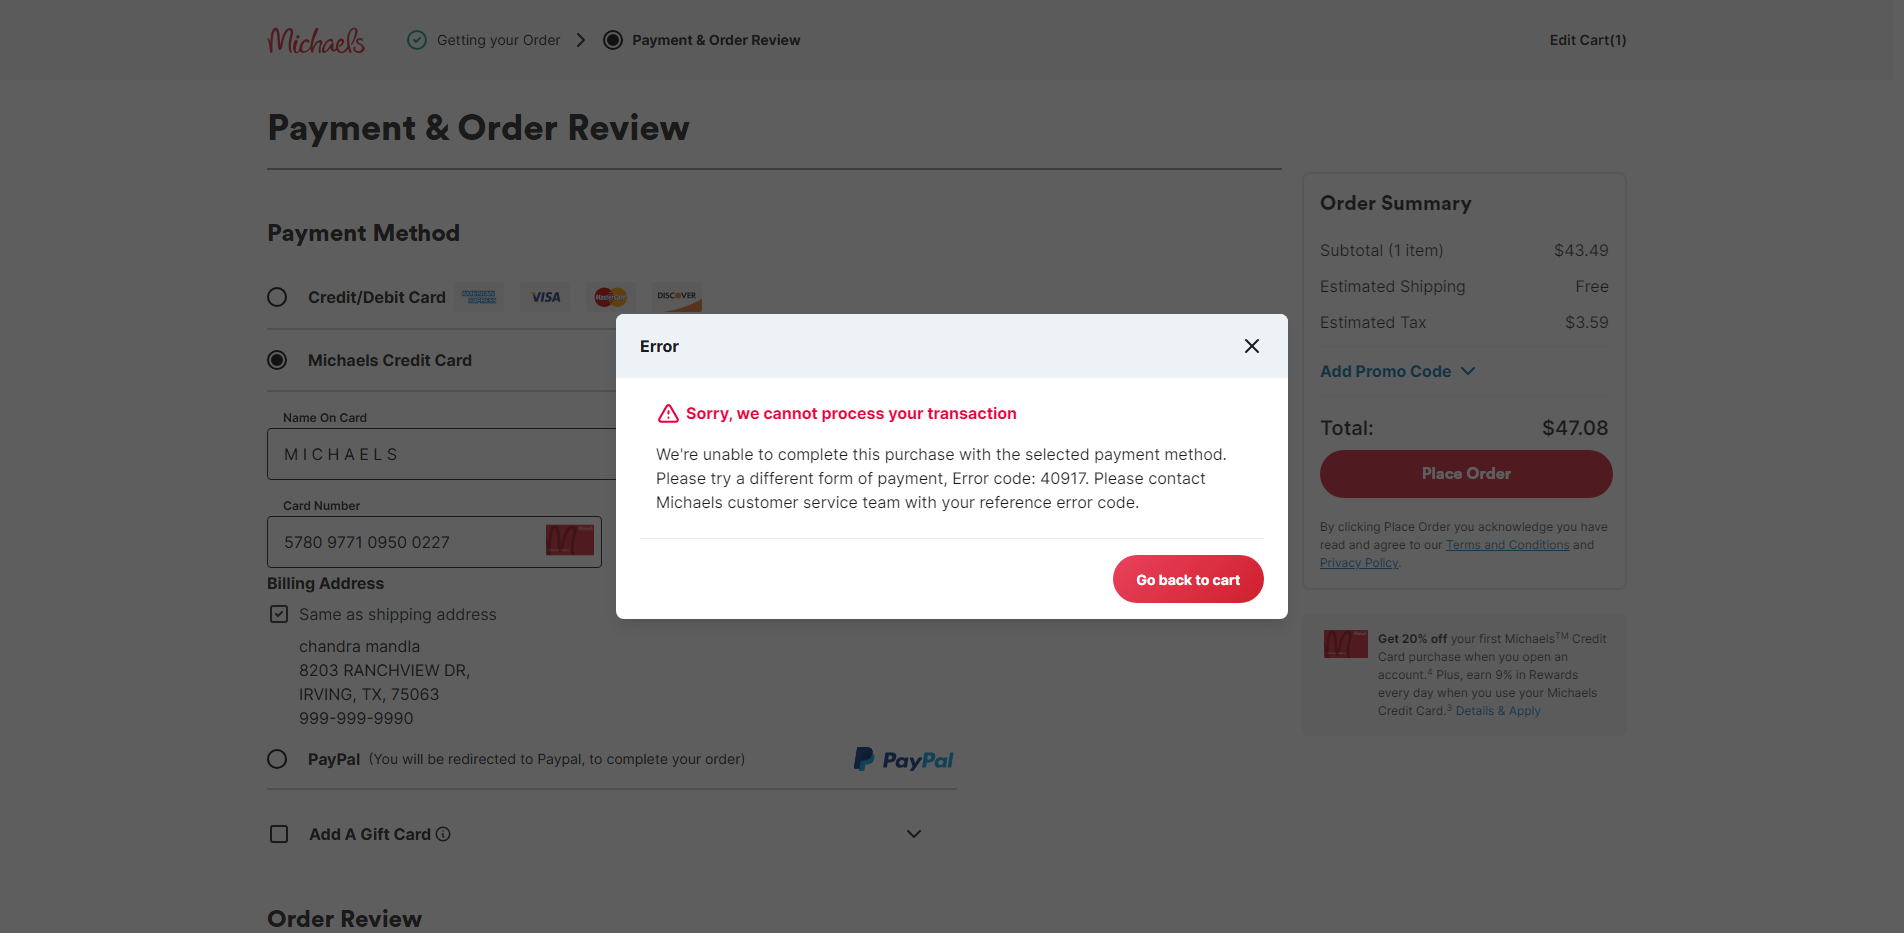 Michaels
Getting your Order
Payment & Order Review
Edit Cart(1)
Payment & Order Review
Payment Method
Credit/Debit Card
AMERICAN EXPRESS
VISA
MasterCard
DISCOVER
Michaels Credit Card
Name On Card
MICHAELS
Card Number
5780 9771 0950 0227
Billing Address
Same as shipping address
chandra mandla
8203 RANCHVIEW DR,
IRVING, TX, 75063
999-999-9990
PayPal (You will be redirected to Paypal, to complete your order)
PayPal
Add A Gift Card
Order Review
Error
Sorry, we cannot process your transaction
We're unable to complete this purchase with the selected payment method.
Please try a different form of payment, Error code: 40917. Please contact
Michaels customer service team with your reference error code.
Go back to cart
Order Summary
Subtotal (1 item) $43.49
Estimated Shipping Free
Estimated Tax $3.59
Add Promo Code
Total: $47.08
Place Order
By clicking Place Order you acknowledge you have
read and agree to our Terms and Conditions and
Privacy Policy.
Get 20% off your first Michaels™ Credit
Card purchase when you open an
account.⁴ Plus, earn 9% in Rewards
every day when you use your Michaels
Credit Card.³ Details & Apply